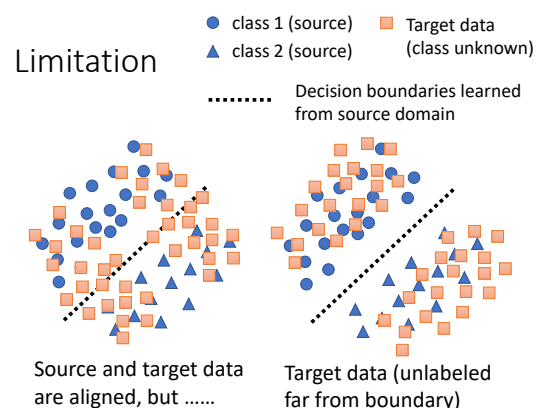 class 1 (source)
Target data
(class unknown)
class 2 (source)
Limitation
Decision boundaries learned
from source domain
Source and target data
are aligned, but ……
Target data (unlabeled
far from boundary)